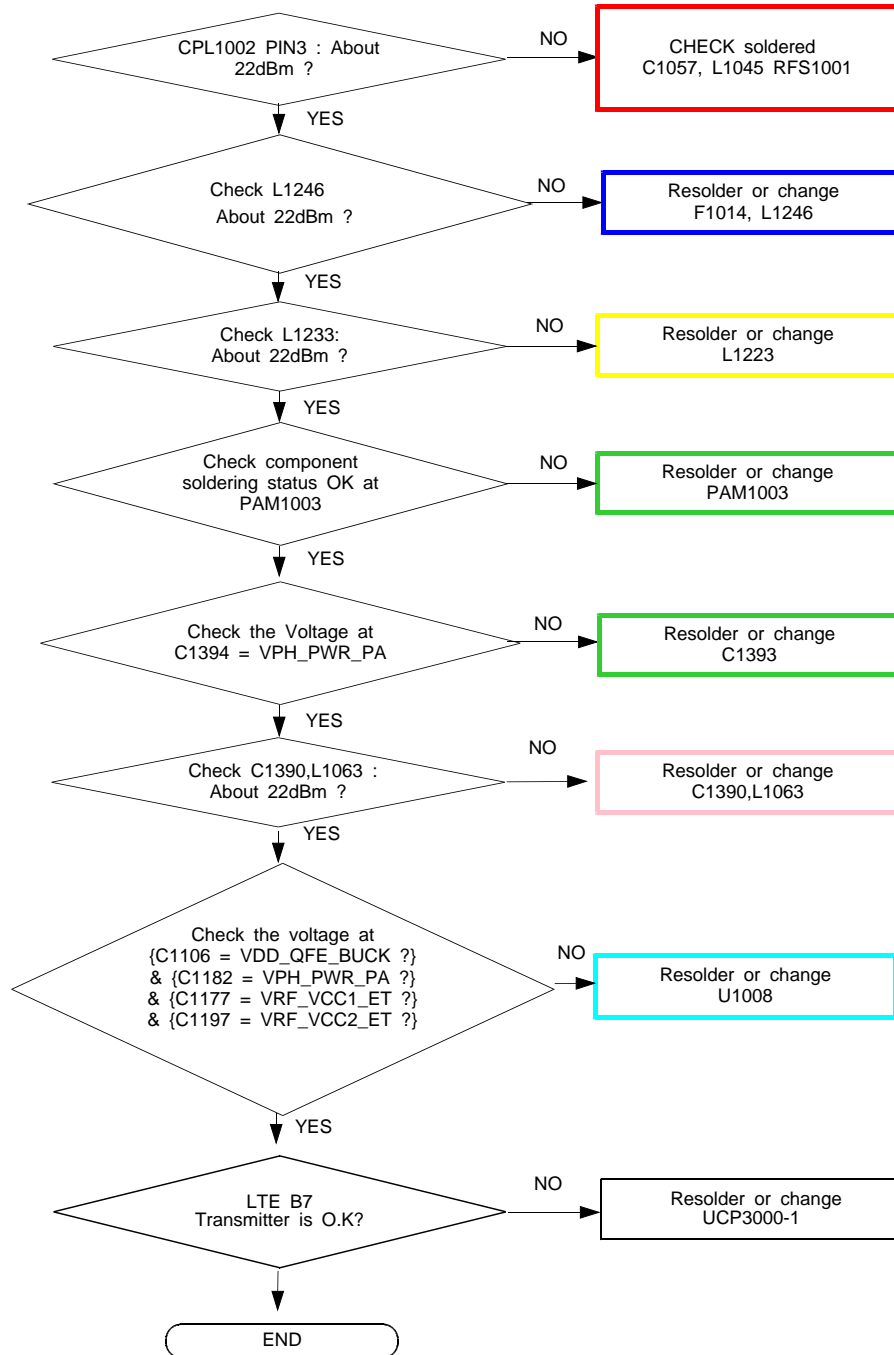 CPL1002 PIN3 : About
22dBm ?
NO
CHECK soldered
C1057, L1045 RFS1001
YES
Check L1246
About 22dBm ?
NO
Resolder or change
F1014, L1246
YES
Check L1233:
About 22dBm ?
NO
Resolder or change
L1223
YES
Check component
soldering status OK at
PAM1003
NO
Resolder or change
PAM1003
YES
Check the Voltage at
C1394 = VPH_PWR_PA
NO
Resolder or change
C1393
YES
Check C1390,L1063 :
About 22dBm ?
NO
Resolder or change
C1390,L1063
YES
Check the voltage at
{C1106 = VDD_QFE_BUCK ?}
& {C1182 = VPH_PWR_PA ?}
& {C1177 = VRF_VCC1_ET ?}
& {C1197 = VRF_VCC2_ET ?}
NO
Resolder or change
U1008
YES
LTE B7
Transmitter is O.K?
NO
Resolder or change
UCP3000-1
END